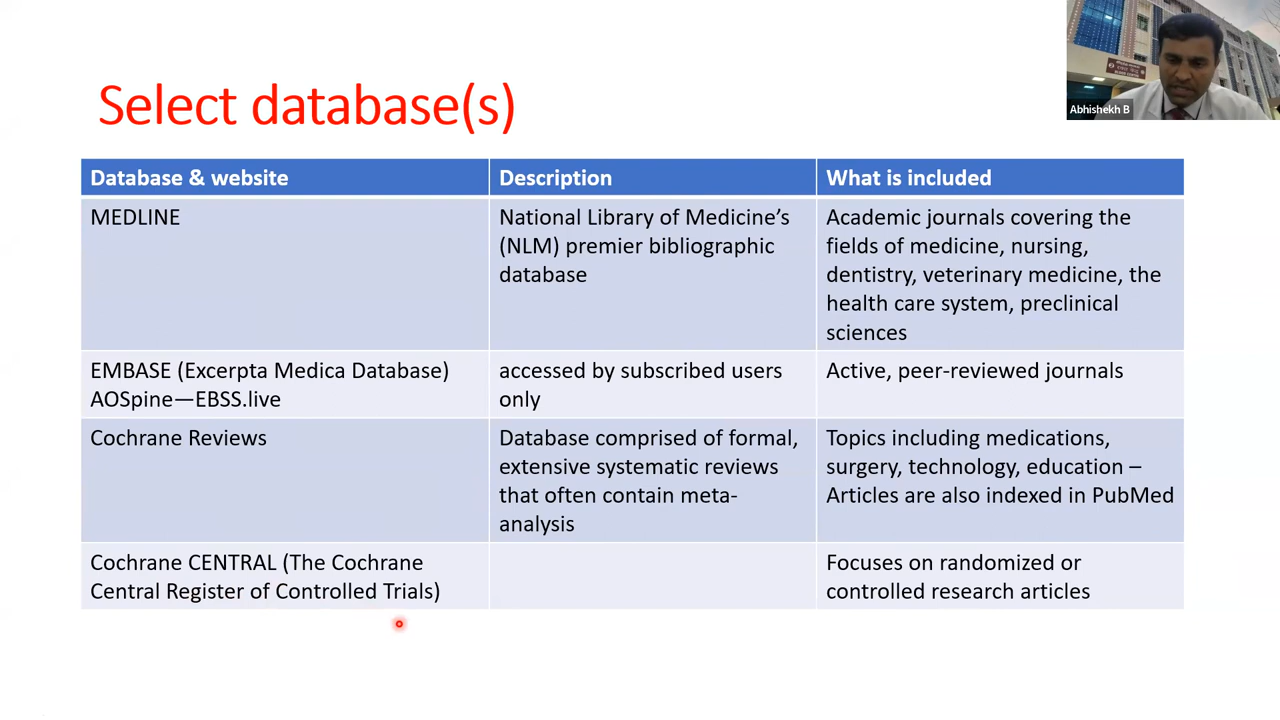 Select database(s)
Abhishekh B
Database & website
Description
What is included
MEDLINE
National Library of Medicine’s
(NLM) premier bibliographic
database
Academic journals covering the
fields of medicine, nursing,
dentistry, veterinary medicine, the
health care system, preclinical
sciences
EMBASE (Excerpta Medica Database)
AOSpine—EBSS.live
accessed by subscribed users
only
Active, peer-reviewed journals
Cochrane Reviews
Database comprised of formal,
extensive systematic reviews
that often contain meta-
analysis
Topics including medications,
surgery, technology, education –
Articles are also indexed in PubMed
Cochrane CENTRAL (The Cochrane
Central Register of Controlled Trials)
Focuses on randomized or
controlled research articles